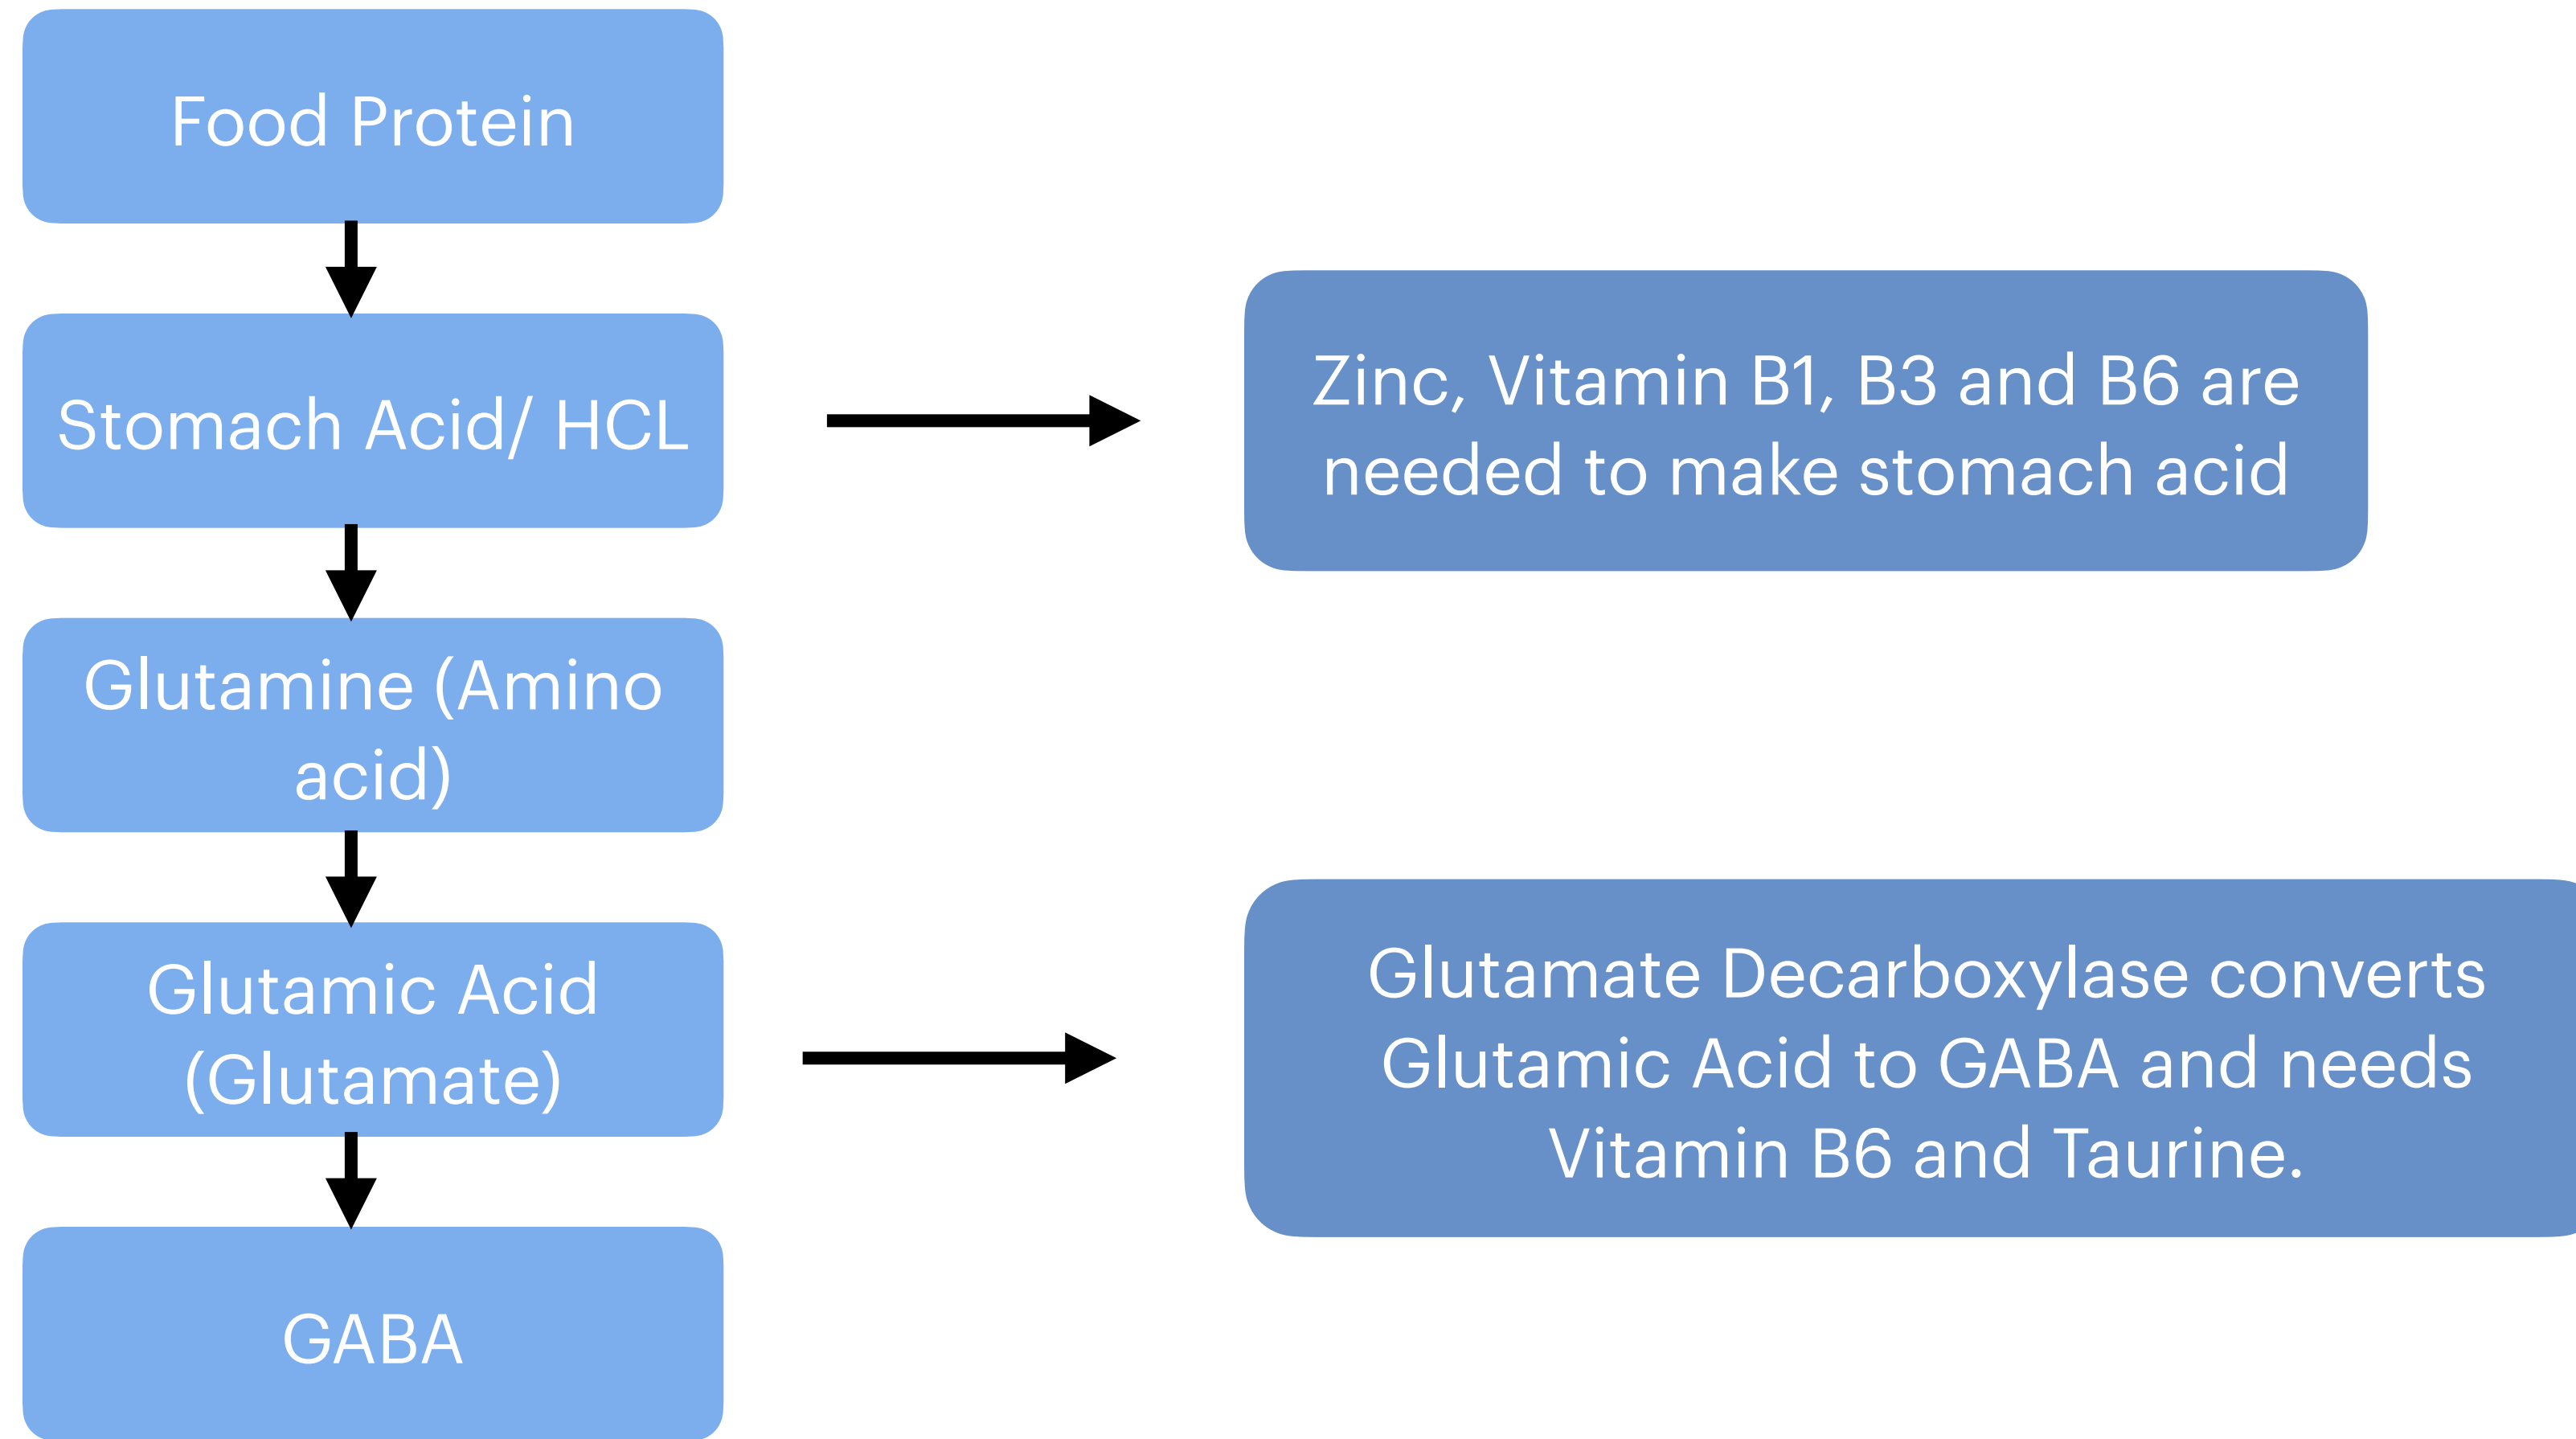 Food Protein
Stomach Acid/ HCL
Zinc, Vitamin B1, B3 and B6 are
needed to make stomach acid
Glutamine (Amino
acid)
Glutamic Acid
(Glutamate)
Glutamate Decarboxylase converts
Glutamic Acid to GABA and needs
Vitamin B6 and Taurine.
GABA